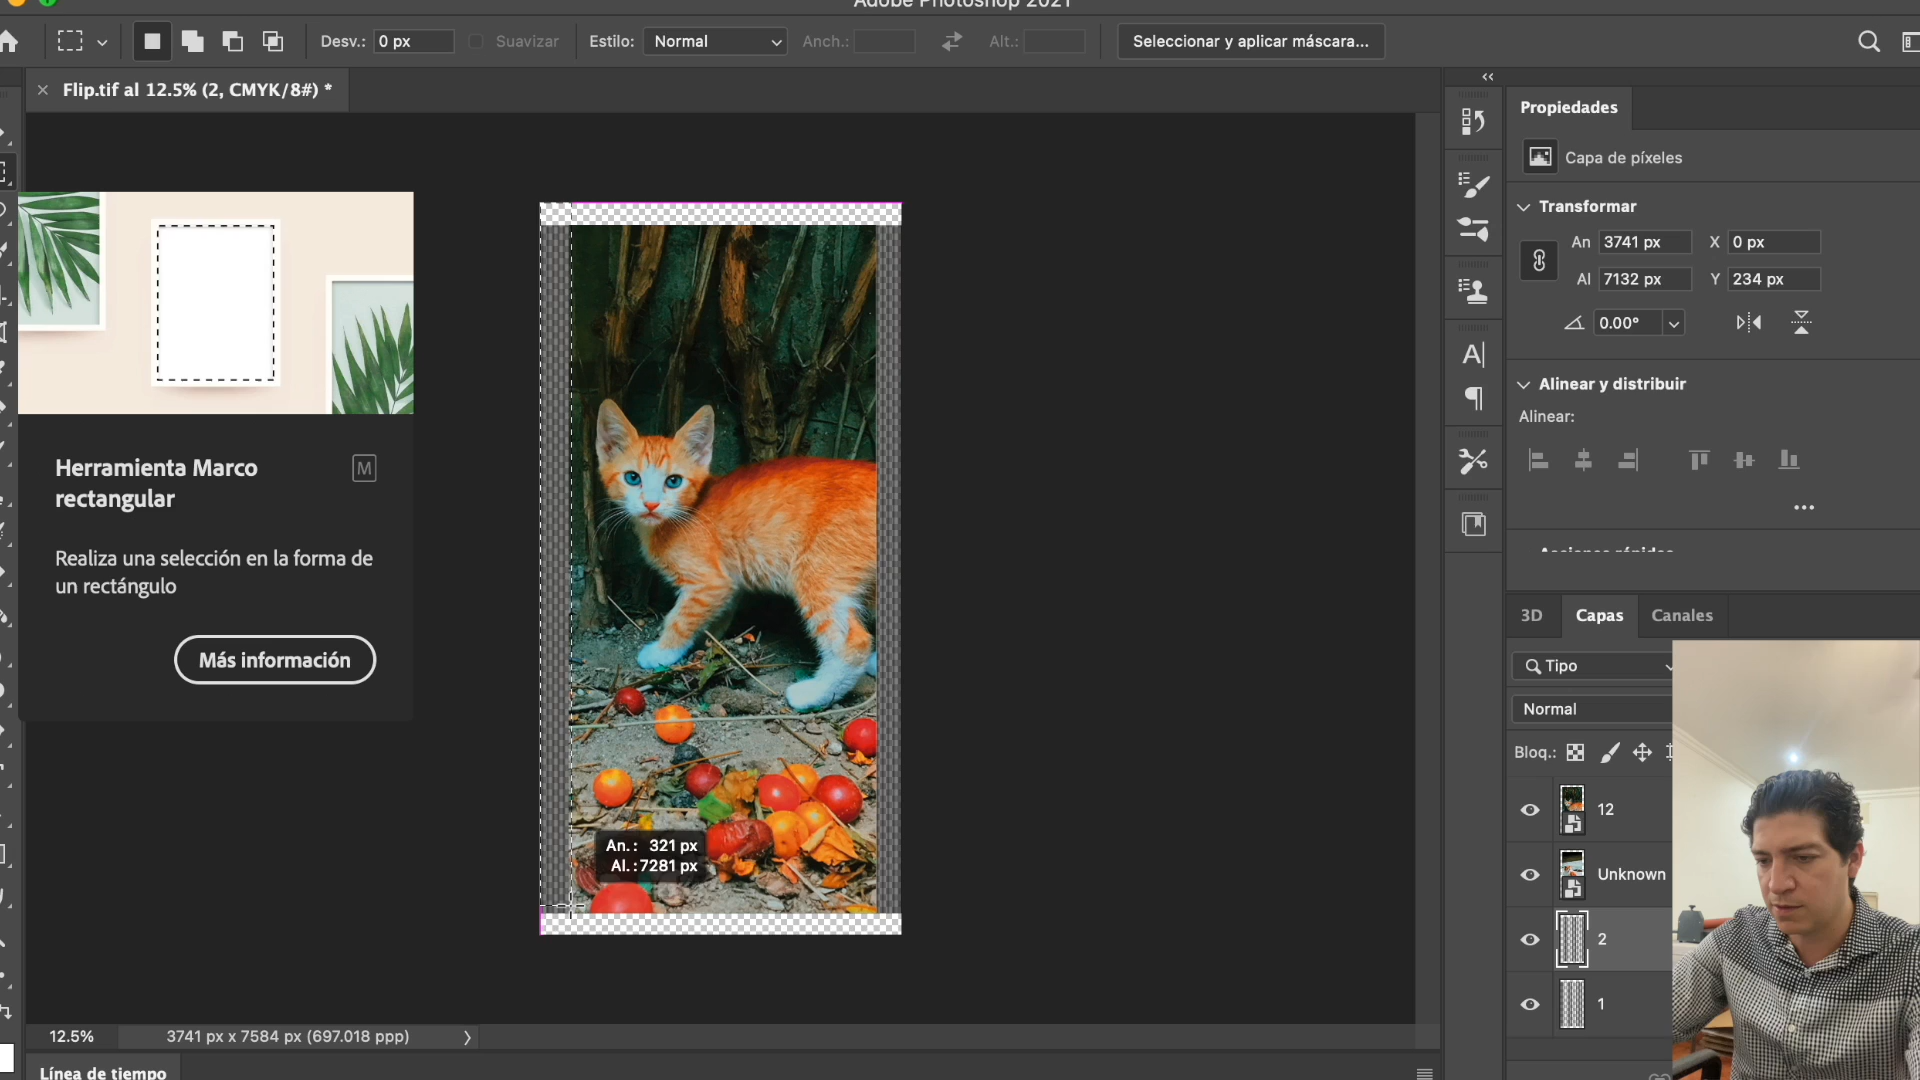 Adobe Photoshop 2021
Desv.: 0 px Suavizar Estilo: Normal Anch.: Alt.: Seleccionar y aplicar máscara...
× Flip.tif al 12.5% (2, CMYK/8#) *
Propiedades
Capa de píxeles
Transformar
An 3741 px X 0 px
Al 7132 px Y 234 px
0.00°
Alinear y distribuir
Alinear:
Acciones rápidas
Herramienta Marco
rectangular
M
Realiza una selección en la forma de
un rectángulo
Más información
An.: 321 px
Al.: 7281 px
3D Capas Canales
Tipo
Normal
Bloq.:
12
Unknown
2
1
12.5% 3741 px x 7584 px (697.018 ppp)
Línea de tiempo